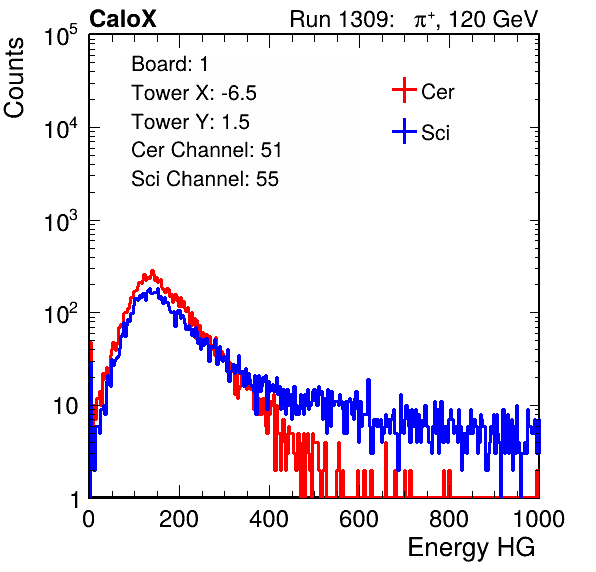 CaloX Run 1309: π⁺, 120 GeV
Counts
10⁵
10⁴
10³
10²
10
1
Board: 1
Tower X: -6.5
Tower Y: 1.5
Cer Channel: 51
Sci Channel: 55
Cer
Sci
0 200 400 600 800 1000
Energy HG